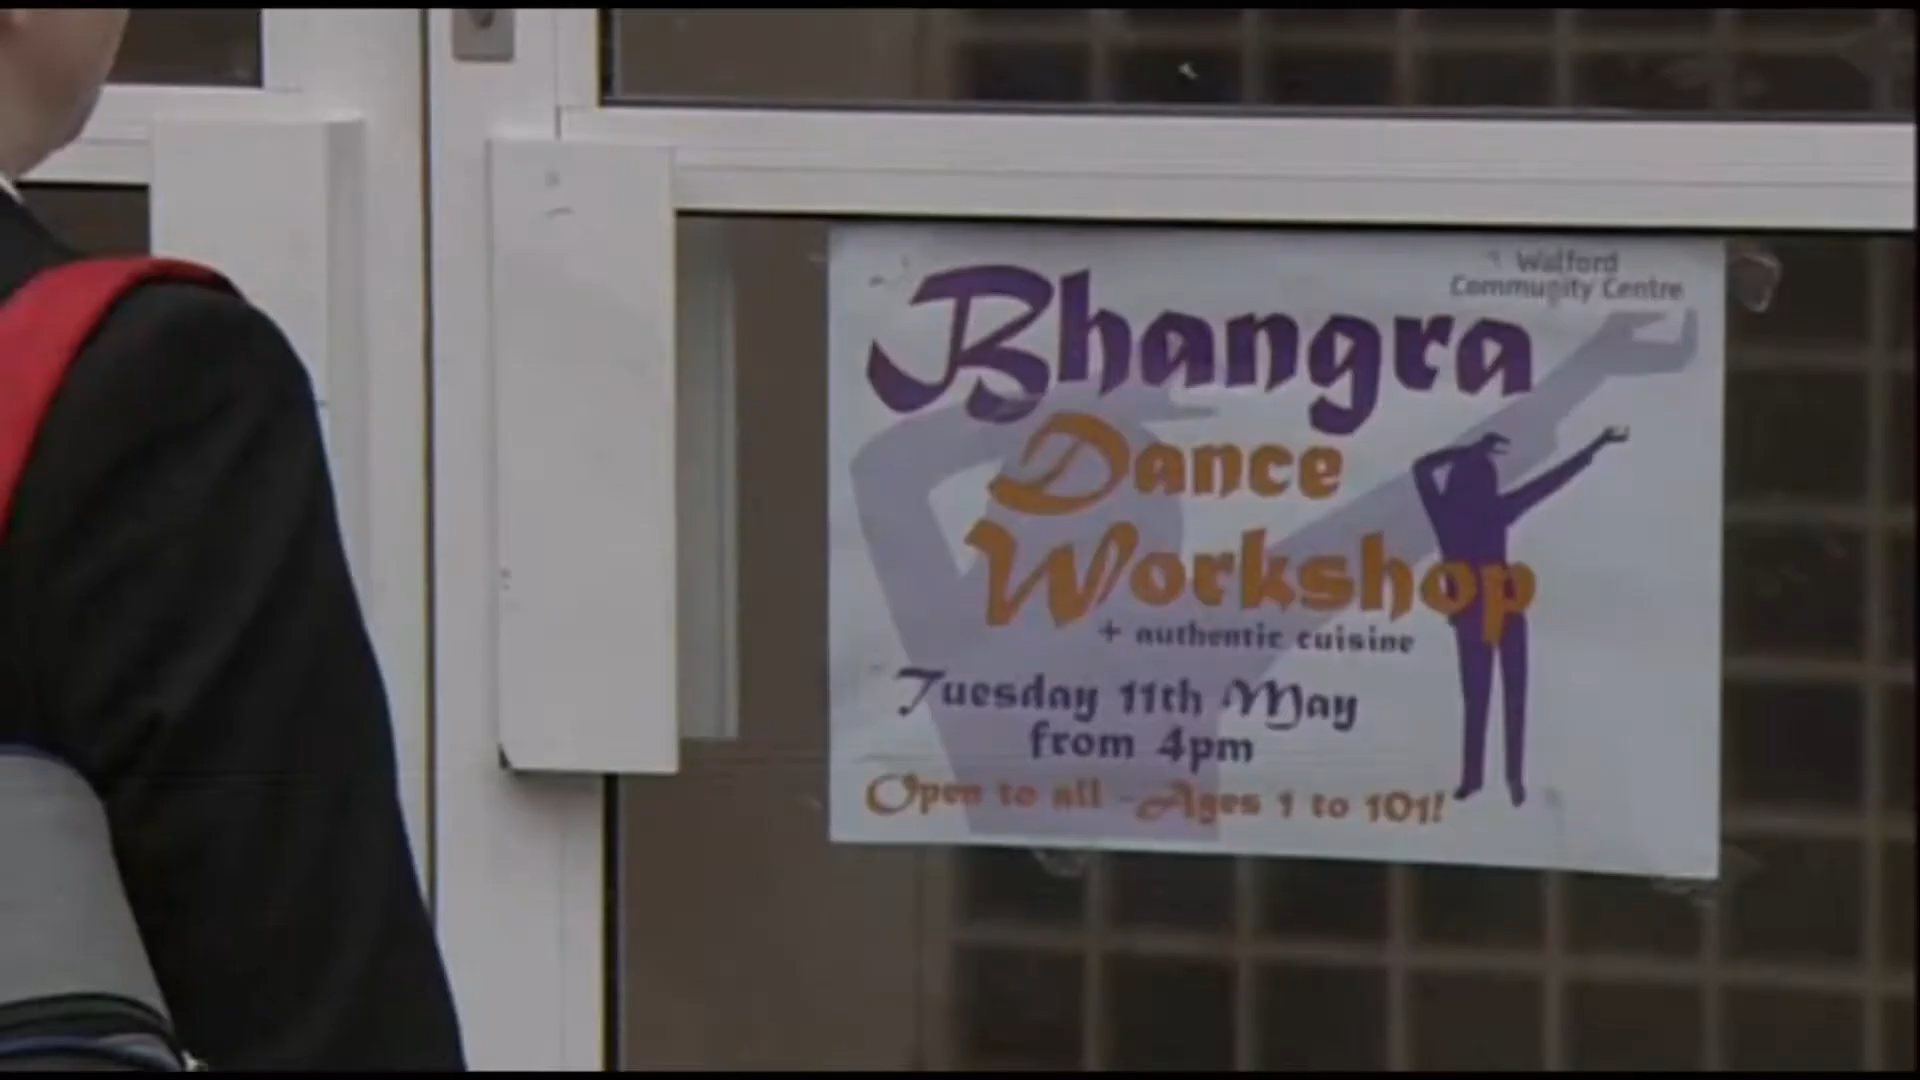 Walford
Community Centre
Bhangra
Dance
Workshop
+ authentic cuisine
Tuesday 11th May
from 4pm
Open to all - Ages 1 to 101!